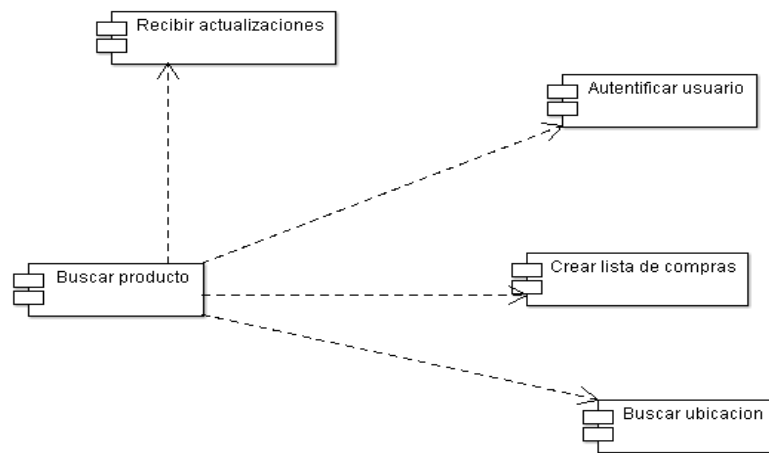 Recibir actualizaciones
Autentificar usuario
Buscar producto
Crear lista de compras
Buscar ubicacion